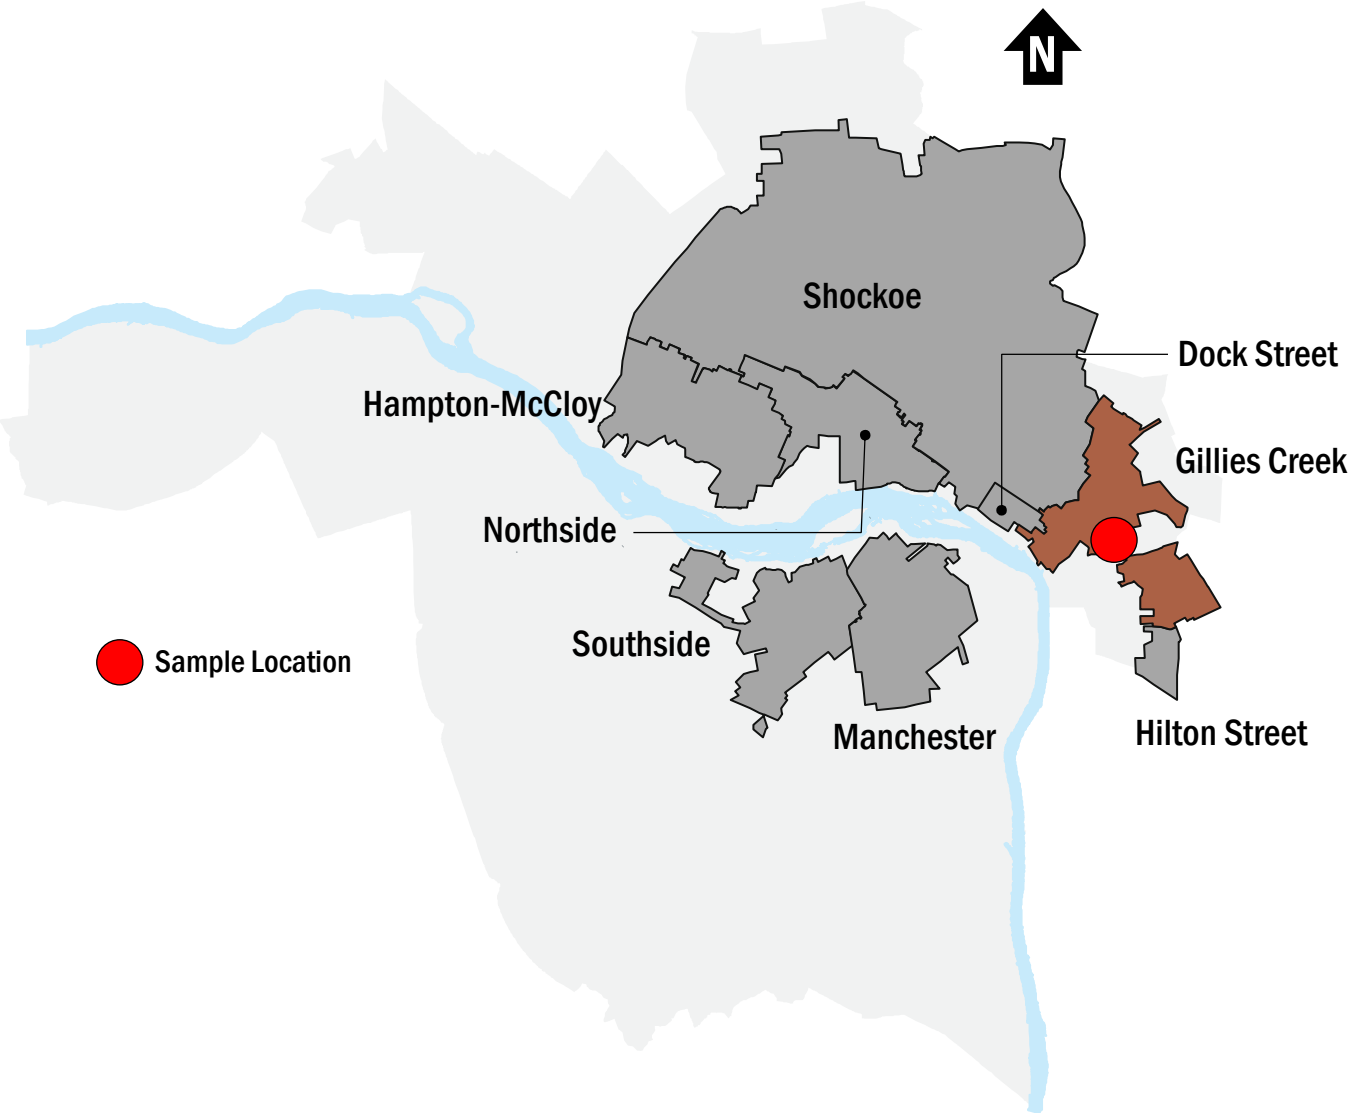 N
Shockoe
Dock Street
Hampton-McCloy
Gillies Creek
Northside
Southside
Sample Location
Manchester
Hilton Street